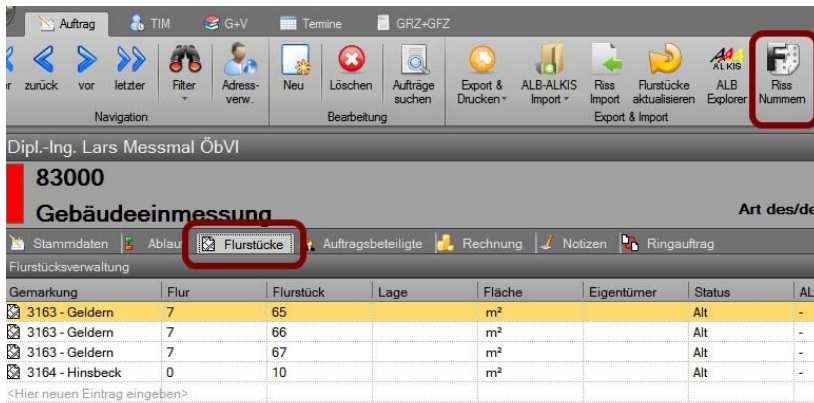 Auftrag TIM G+V Termine GRZ+GFZ
zurück vor letzter Filter Adress-verw. Neu Löschen Aufträge suchen Export & Drucken ALB-ALKIS Import Riss Import Flurstücke aktualisieren ALB Explorer Riss Nummern
ALKIS
Navigation Bearbeitung Export & Import
Dipl.-Ing. Lars Messmal ÖbVI
83000
Gebäudeeinmessung Art des/de
Stammdaten Ablauf Flurstücke Auftragsbeteiligte Rechnung Notizen Ringauftrag
Flurstücksverwaltung
Gemarkung Flur Flurstück Lage Fläche Eigentümer Status AL
3163 - Geldern 7 65 m² Alt -
3163 - Geldern 7 66 m² Alt -
3163 - Geldern 7 67 m² Alt -
3164 - Hinsbeck 0 10 m² Alt -
<Hier neuen Eintrag eingeben>